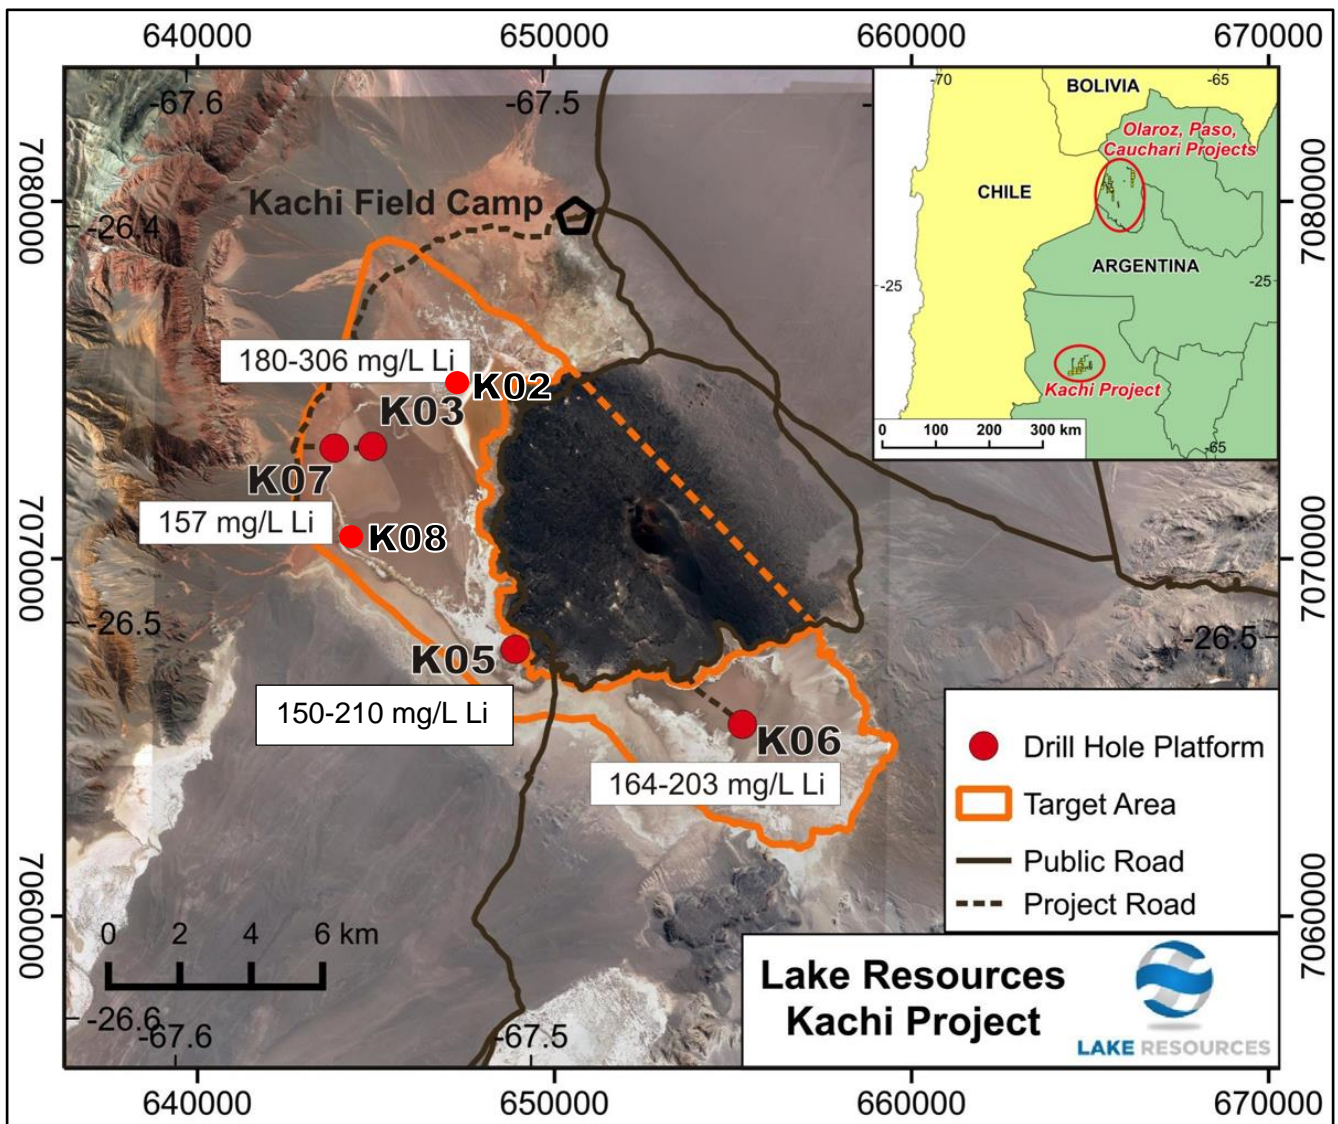 640000
650000
660000
670000
-67.6
-67.5
-70
-65
BOLIVIA
Olaroz, Paso,
Cauchari Projects
CHILE
ARGENTINA
-25
-25
Kachi Project
0 100 200 300 km
-65
7080000
7080000
Kachi Field Camp
-26.4
180-306 mg/L Li
K02
K03
K07
157 mg/L Li
K08
7070000
7070000
-26.5
-26.5
K05
150-210 mg/L Li
K06
164-203 mg/L Li
Drill Hole Platform
Target Area
Public Road
Project Road
7060000
7060000
0 2 4 6 km
Lake Resources
Kachi Project
LAKE RESOURCES
-26.6
-67.6
-67.5
640000
650000
660000
670000